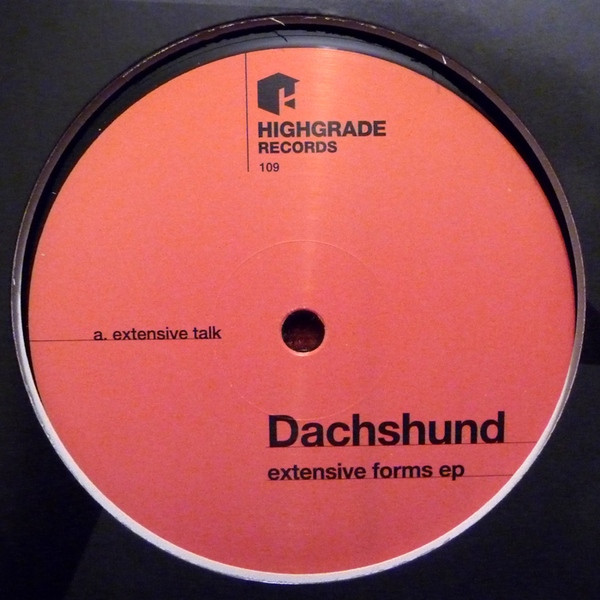 HIGHGRADE
RECORDS
109
a. extensive talk
Dachshund
extensive forms ep